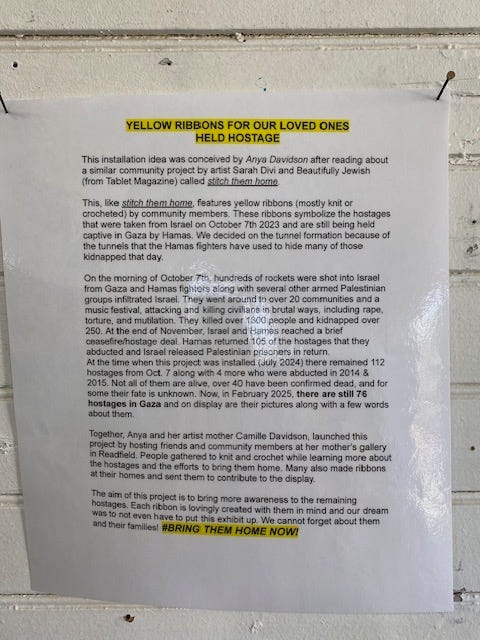 YELLOW RIBBONS FOR OUR LOVED ONES
HELD HOSTAGE
This installation idea was conceived by Anya Davidson after reading about
a similar community project by artist Sarah Divi and Beautifully Jewish
(from Tablet Magazine) called stitch them home.
This, like stitch them home, features yellow ribbons (mostly knit or
crocheted) by community members. These ribbons symbolize the hostages
that were taken from Israel on October 7th 2023 and are still being held
captive in Gaza by Hamas. We decided on the tunnel formation because of
the tunnels that the Hamas fighters have used to hide many of those
kidnapped that day.
On the morning of October 7th, hundreds of rockets were shot into Israel
from Gaza and Hamas fighters along with several other armed Palestinian
groups infiltrated Israel. They went around to over 20 communities and a
music festival, attacking and killing civilians in brutal ways, including rape,
torture, and mutilation. They killed over 1300 people and kidnapped over
250. At the end of November, Israel and Hamas reached a brief
ceasefire/hostage deal. Hamas returned 105 of the hostages that they
abducted and Israel released Palestinian prisoners in return.
At the time when this project was installed (July 2024) there remained 112
hostages from Oct. 7 along with 4 more who were abducted in 2014 &
2015. Not all of them are alive, over 40 have been confirmed dead, and for
some their fate is unknown. Now, in February 2025, there are still 76
hostages in Gaza and on display are their pictures along with a few words
about them.
Together, Anya and her artist mother Camille Davidson, launched this
project by hosting friends and community members at her mother's gallery
in Readfield. People gathered to knit and crochet while learning more about
the hostages and the efforts to bring them home. Many also made ribbons
at their homes and sent them to contribute to the display.
The aim of this project is to bring more awareness to the remaining
hostages. Each ribbon is lovingly created with them in mind and our dream
was to not even have to put this exhibit up. We cannot forget about them
and their families! #BRING THEM HOME NOW!